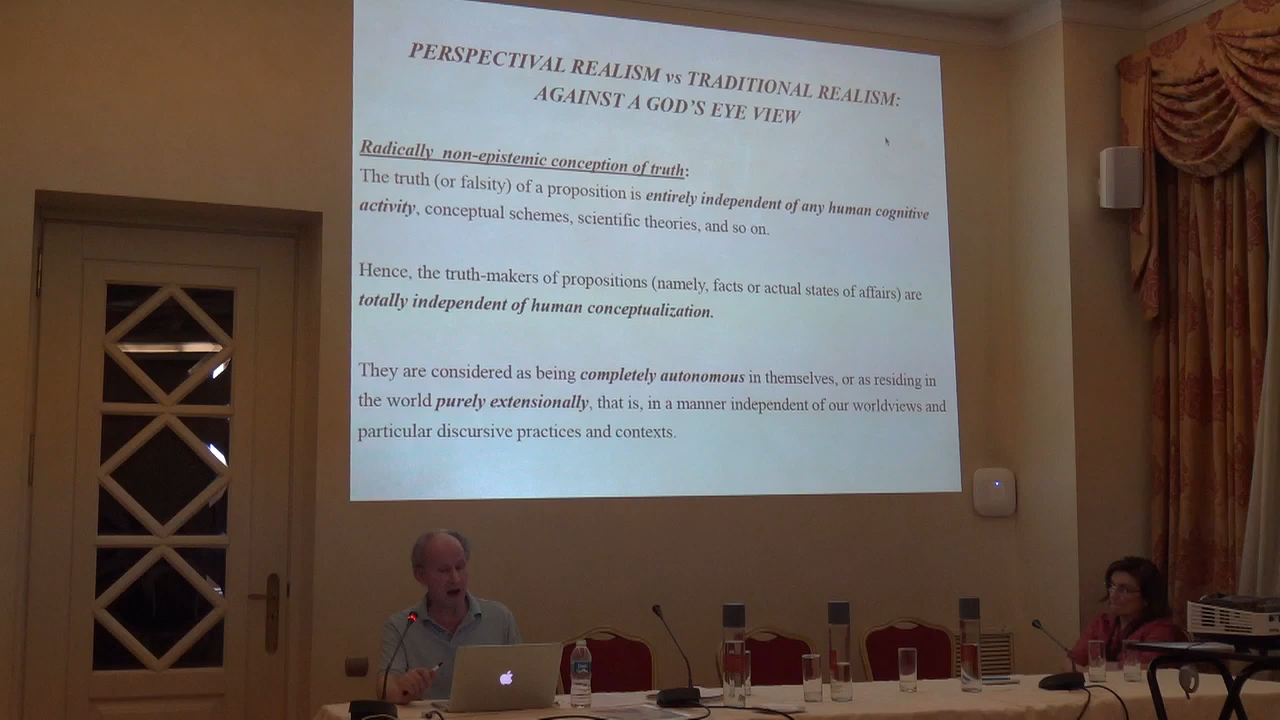 PERSPECTIVAL REALISM vs TRADITIONAL REALISM:
AGAINST A GOD'S EYE VIEW
Radically non-epistemic conception of truth:
The truth (or falsity) of a proposition is entirely independent of any human cognitive
activity, conceptual schemes, scientific theories, and so on.
Hence, the truth-makers of propositions (namely, facts or actual states of affairs) are
totally independent of human conceptualization.
They are considered as being completely autonomous in themselves, or as residing in
the world purely extensionally, that is, in a manner independent of our worldviews and
particular discursive practices and contexts.